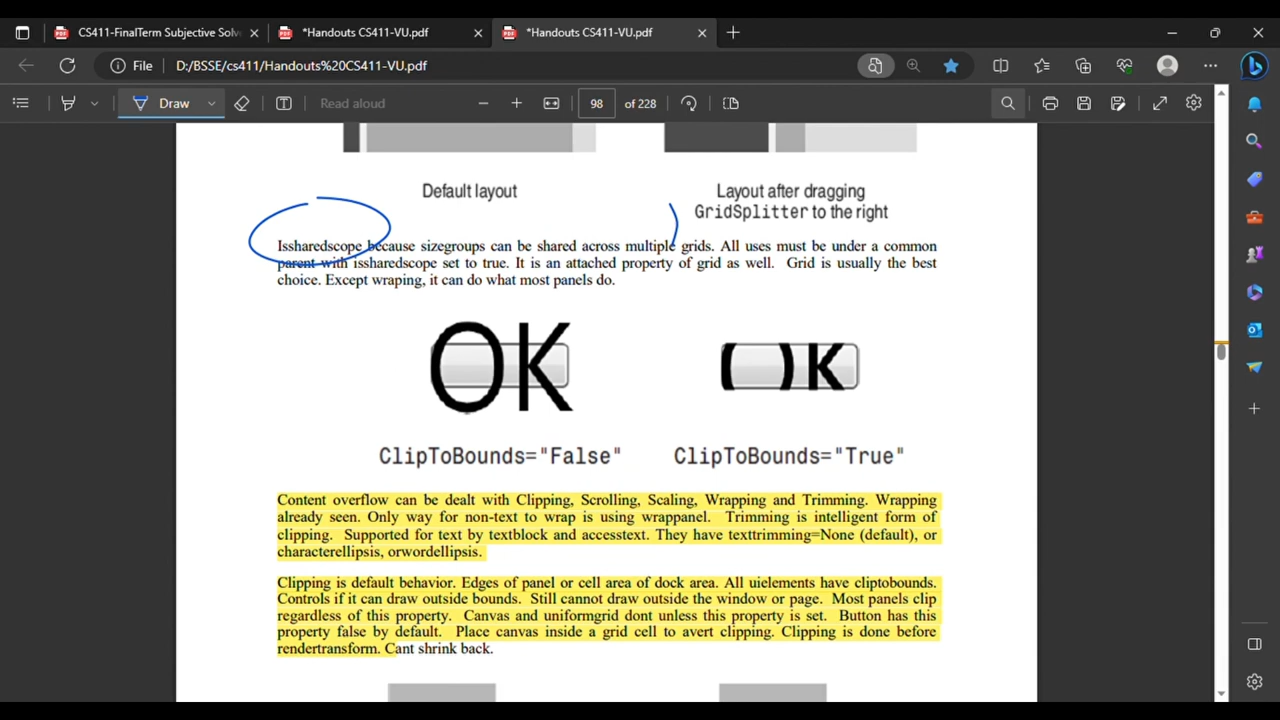 CS411-FinalTerm Subjective Solv
*Handouts CS411-VU.pdf
*Handouts CS411-VU.pdf
File D:/BSSE/cs411/Handouts%20CS411-VU.pdf
Draw
Read aloud
98 of 228
Default layout
Layout after dragging
GridSplitter to the right
Issharedscope because sizegroups can be shared across multiple grids. All uses must be under a common
parent with issharedscope set to true. It is an attached property of grid as well. Grid is usually the best
choice. Except wraping, it can do what most panels do.
OK
OK
ClipToBounds="False"
ClipToBounds="True"
Content overflow can be dealt with Clipping, Scrolling, Scaling, Wrapping and Trimming. Wrapping
already seen. Only way for non-text to wrap is using wrappanel. Trimming is intelligent form of
clipping. Supported for text by textblock and accesstext. They have texttrimming=None (default), or
characterellipsis, orwordellipsis.
Clipping is default behavior. Edges of panel or cell area of dock area. All uielements have cliptobounds.
Controls if it can draw outside bounds. Still cannot draw outside the window or page. Most panels clip
regardless of this property. Canvas and uniformgrid dont unless this property is set. Button has this
property false by default. Place canvas inside a grid cell to avert clipping. Clipping is done before
rendertransform. Cant shrink back.